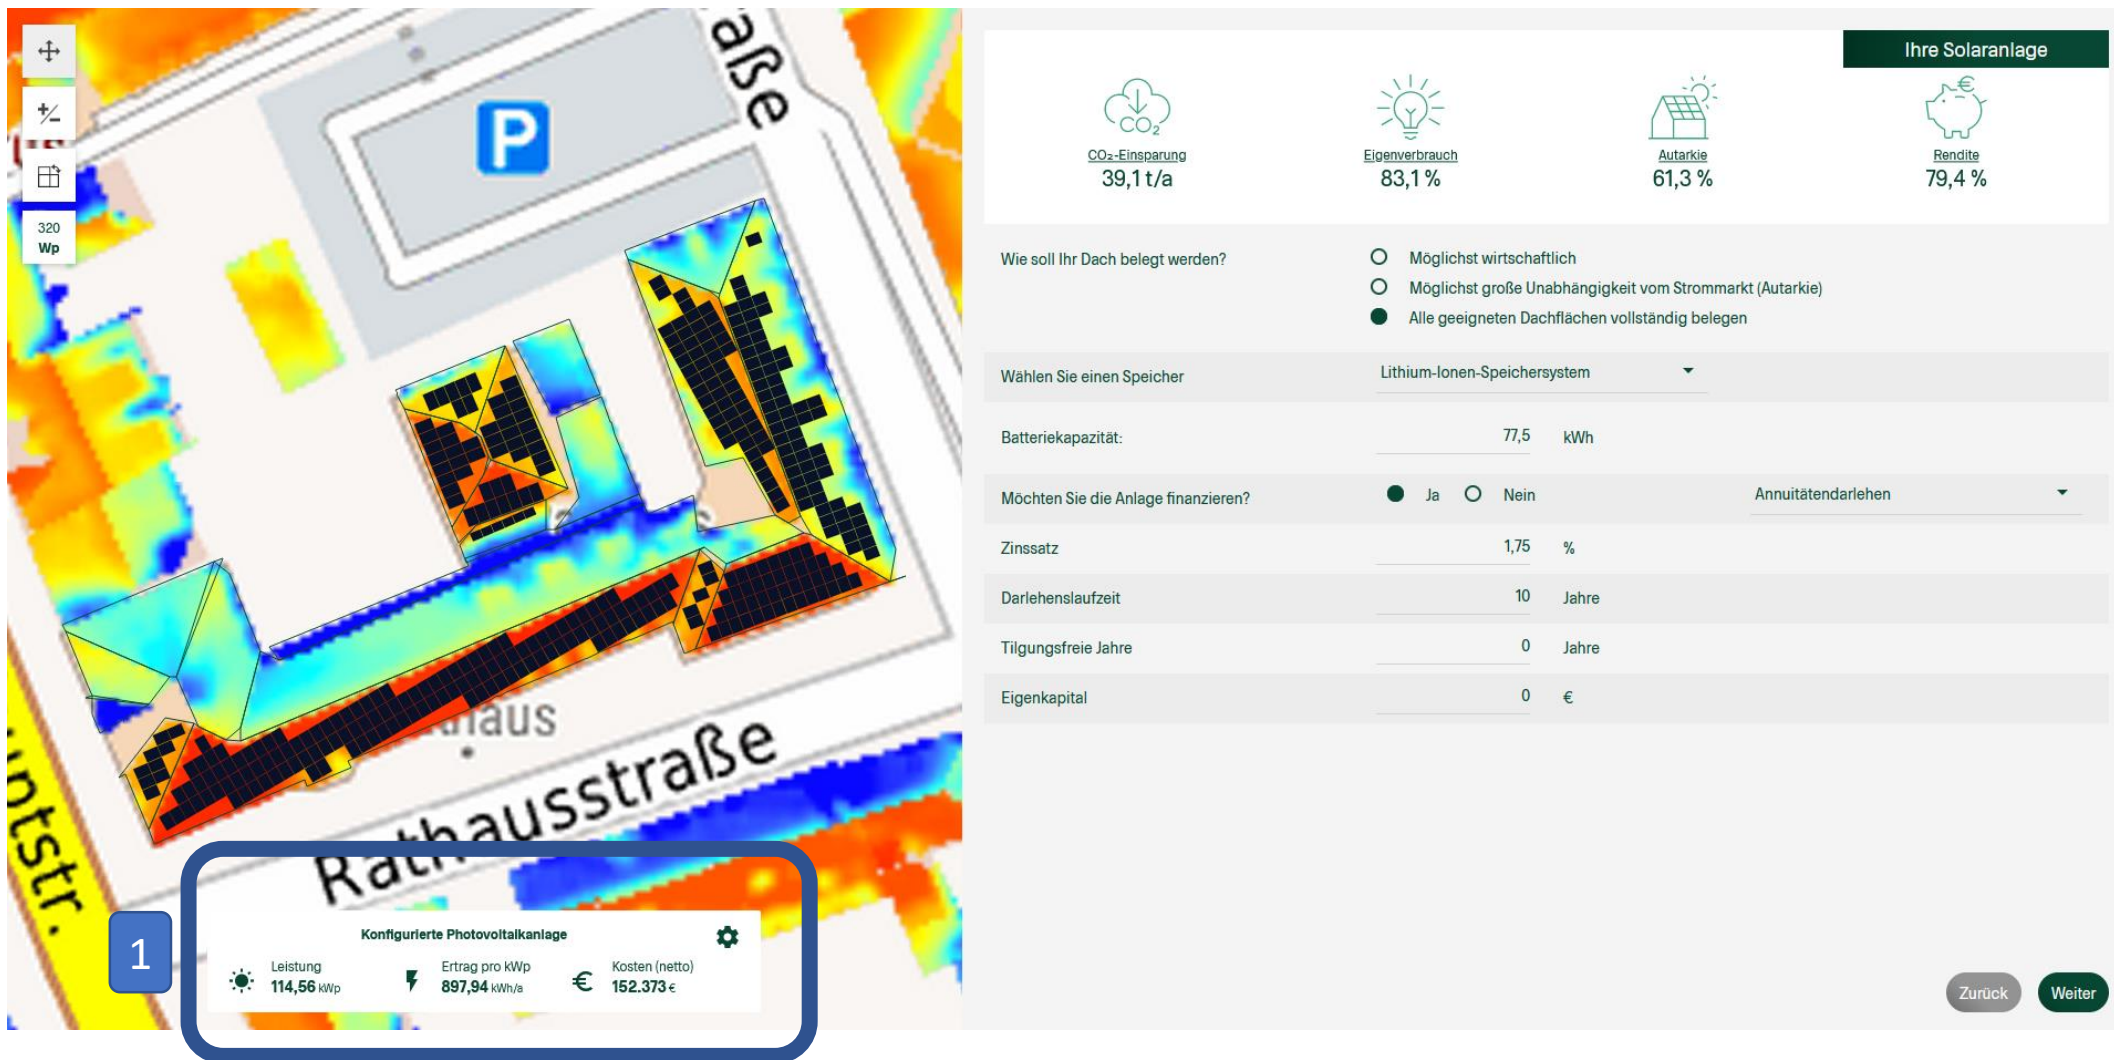 aße
P
320
Wp
haus
Rathausstraße
uptstr.
1
Konfigurierte Photovoltaikanlage
Leistung
114,56 kWp
Ertrag pro kWp
897,94 kWh/a
€
Kosten (netto)
152.373 €
Ihre Solaranlage
CO₂
CO₂-Einsparung
39,1 t/a
Eigenverbrauch
83,1 %
Autarkie
61,3 %
€
Rendite
79,4 %
Wie soll Ihr Dach belegt werden?
Möglichst wirtschaftlich
Möglichst große Unabhängigkeit vom Strommarkt (Autarkie)
Alle geeigneten Dachflächen vollständig belegen
Wählen Sie einen Speicher
Lithium-Ionen-Speichersystem
Batteriekapazität:
77,5 kWh
Möchten Sie die Anlage finanzieren?
Ja Nein
Annuitätendarlehen
Zinssatz
1,75 %
Darlehenslaufzeit
10 Jahre
Tilgungsfreie Jahre
0 Jahre
Eigenkapital
0 €
Zurück
Weiter